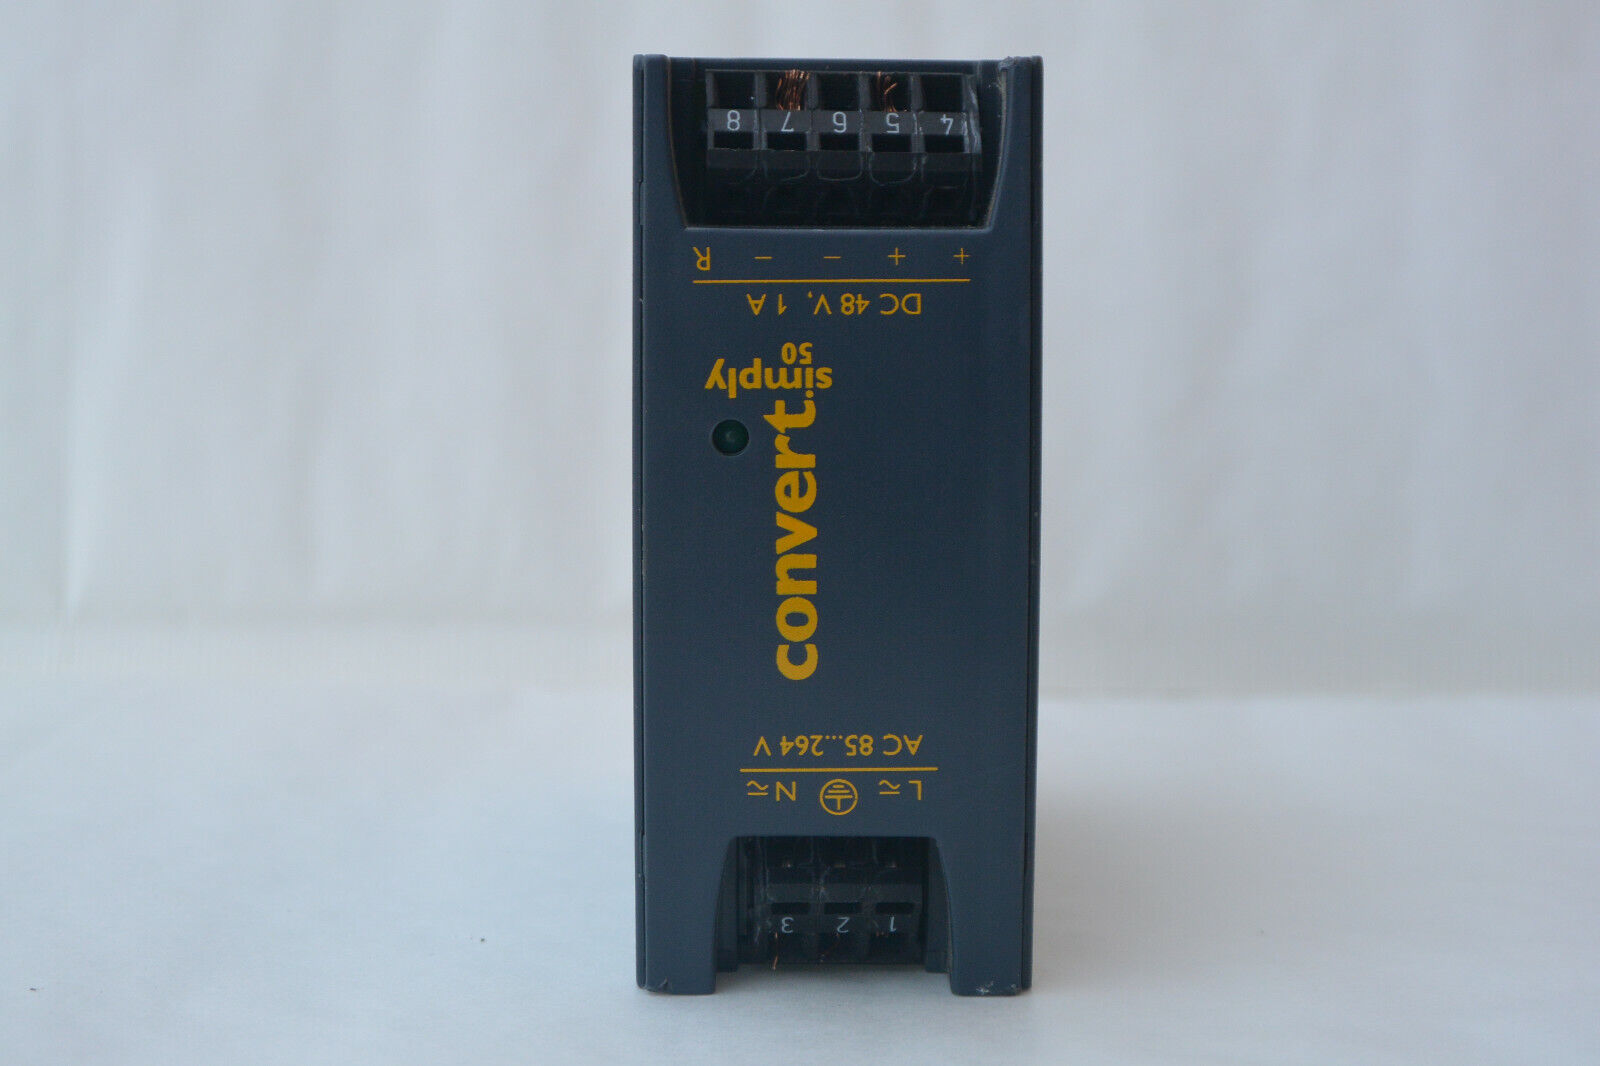 1 2 3
L≂ ⏚ N≂
AC 85...264 V
convert.simply
50
DC 48 V, 1 A
+ + − − R
4 5 6 7 8